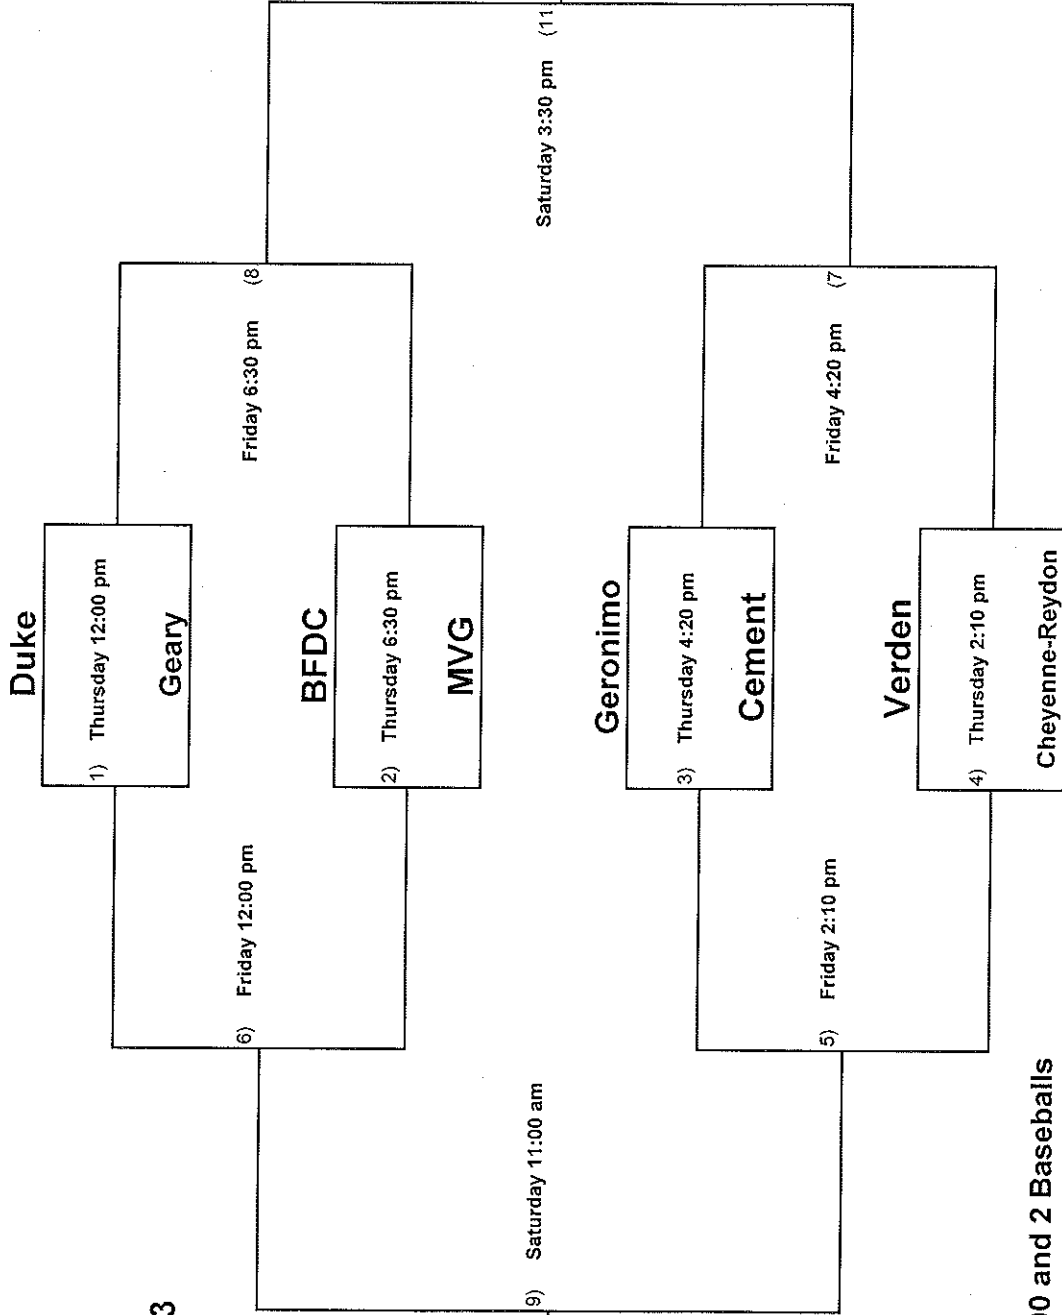 Duke
1) Thursday 12:00 pm
Geary
BFDC
2) Thursday 6:30 pm
MVG
Geronimo
3) Thursday 4:20 pm
Cement
Verden
4) Thursday 2:10 pm
Cheyenne-Reydon
6) Friday 12:00 pm
5) Friday 2:10 pm
9) Saturday 11:00 am
Friday 6:30 pm (8
Friday 4:20 pm (7
Saturday 3:30 pm (11
3
00 and 2 Baseballs